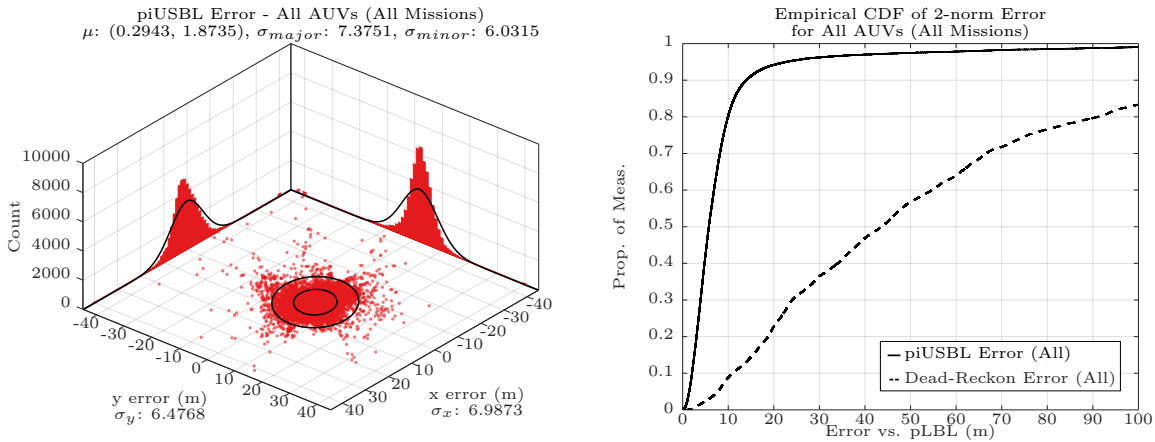 piUSBL Error - All AUVs (All Missions)
μ: (0.2943, 1.8735), σmajor: 7.3751, σminor: 6.0315
10000
8000
6000
4000
2000
0
Count
-40
-30
-20
-10
0
10
20
30
40
y error (m)
σy: 6.4768
40
30
20
10
0
-10
-20
-30
-40
x error (m)
σx: 6.9873
Empirical CDF of 2-norm Error
for All AUVs (All Missions)
1
0.9
0.8
0.7
0.6
0.5
0.4
0.3
0.2
0.1
0
Prop. of Meas.
piUSBL Error (All)
Dead-Reckon Error (All)
0 10 20 30 40 50 60 70 80 90 100
Error vs. pLBL (m)